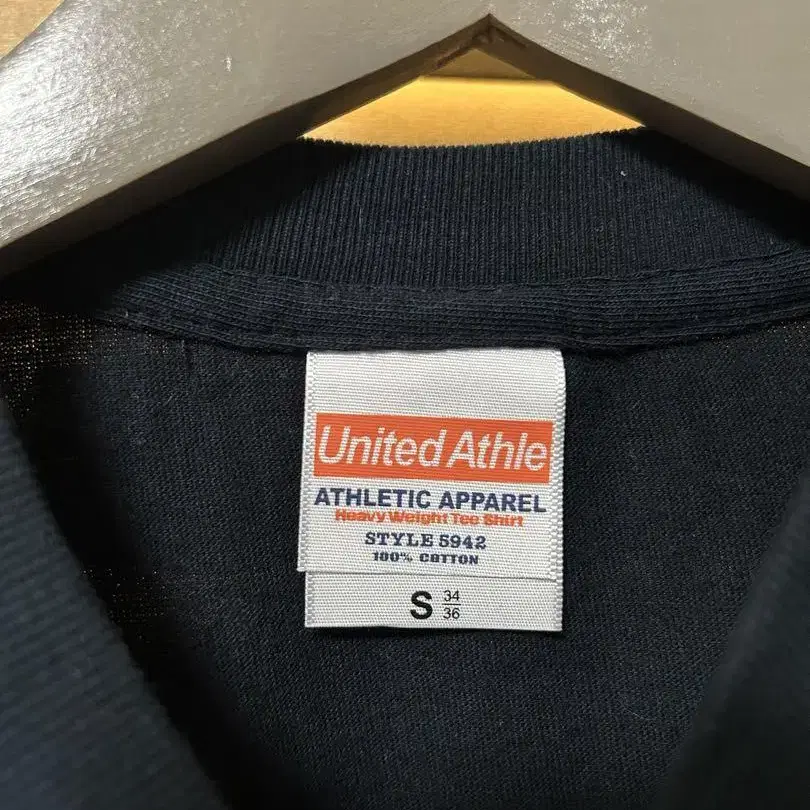 United Athle
ATHLETIC APPAREL
Heavy Weight Tee Shirt
STYLE 5942
100% COTTON
S 34
36